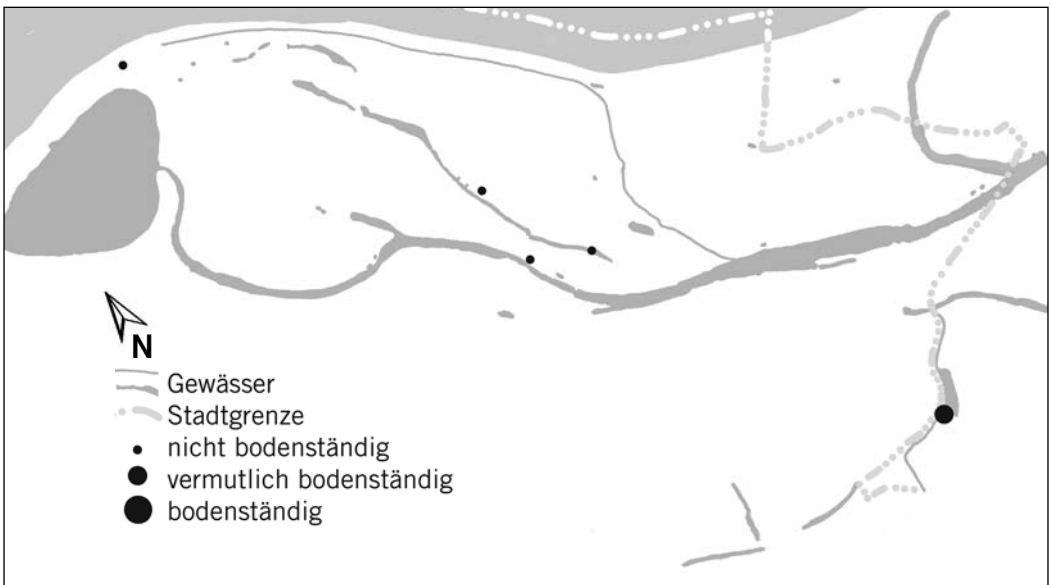 N
Gewässer
Stadtgrenze
nicht bodenständig
vermutlich bodenständig
bodenständig